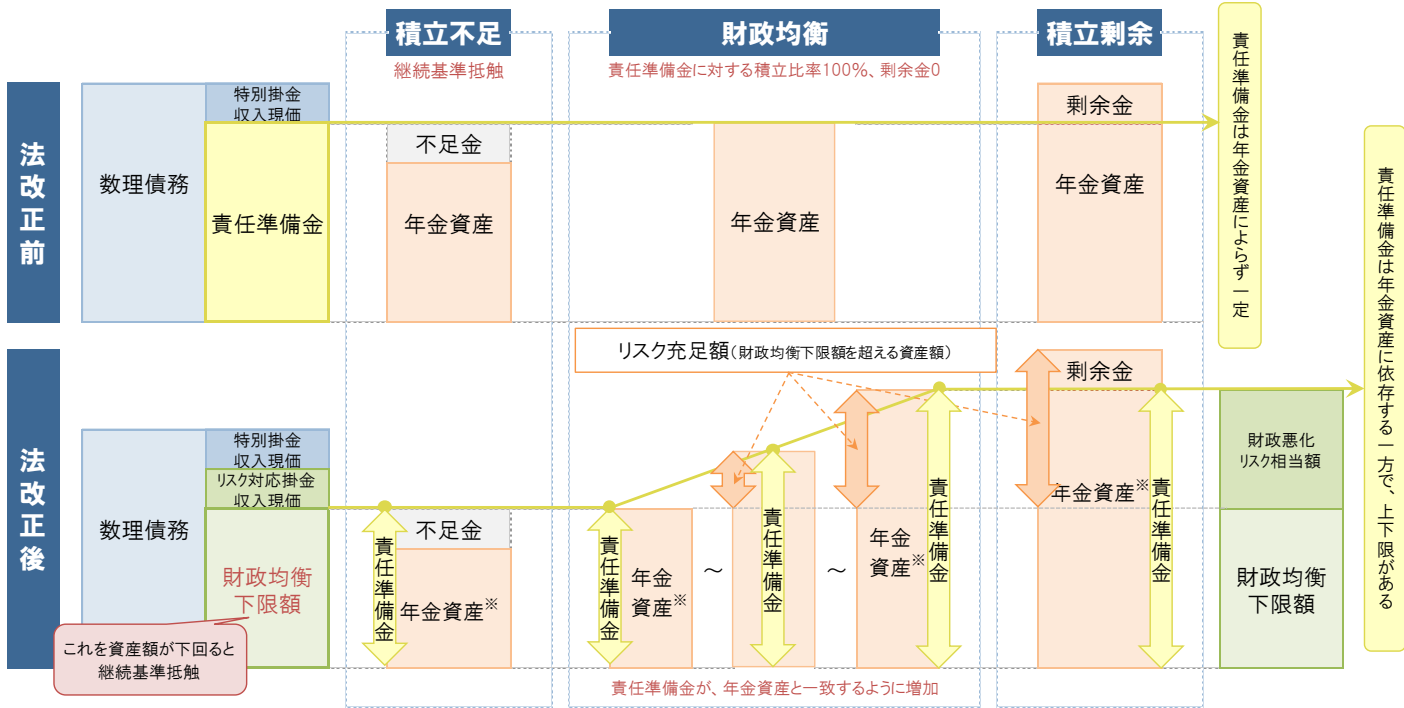 積立不足
財政均衡
積立剰余
継続基準抵触
責任準備金に対する積立比率100%、剰余金0
法改正前
数理債務
特別掛金
収入現価
責任準備金
不足金
年金資産
年金資産
剰余金
年金資産
責任準備金は年金資産によらず一定
リスク充足額(財政均衡下限額を超える資産額)
法改正後
数理債務
特別掛金
収入現価
リスク対応掛金
収入現価
財政均衡
下限額
これを資産額が下回ると
継続基準抵触
責任準備金
不足金
年金資産※
責任準備金
年金
資産※
~
責任準備金
~
年金
資産※
責任準備金
剰余金
年金資産※
責任準備金
財政悪化
リスク相当額
財政均衡
下限額
責任準備金は年金資産に依存する一方で、上下限がある
責任準備金が、年金資産と一致するように増加